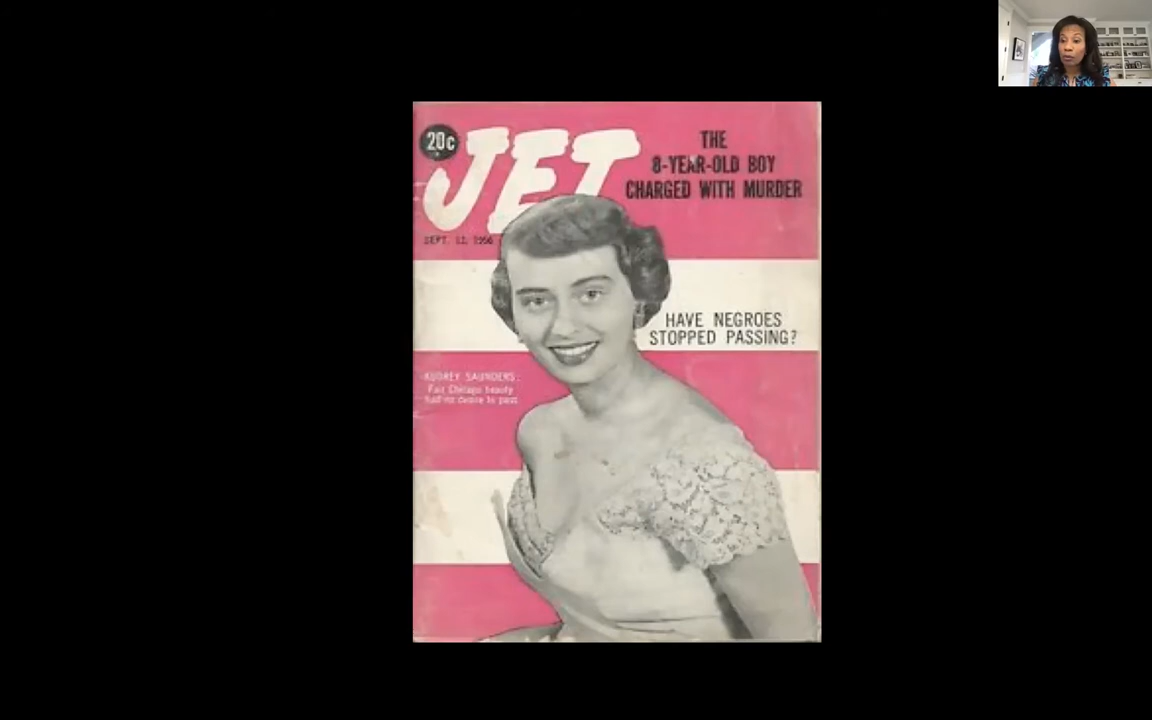 20c
JET
SEPT. 13, 1956
THE
8-YEAR-OLD BOY
CHARGED WITH MURDER
HAVE NEGROES
STOPPED PASSING?
AUDREY SAUNDERS:
Fair Chicago beauty
had no desire to pass